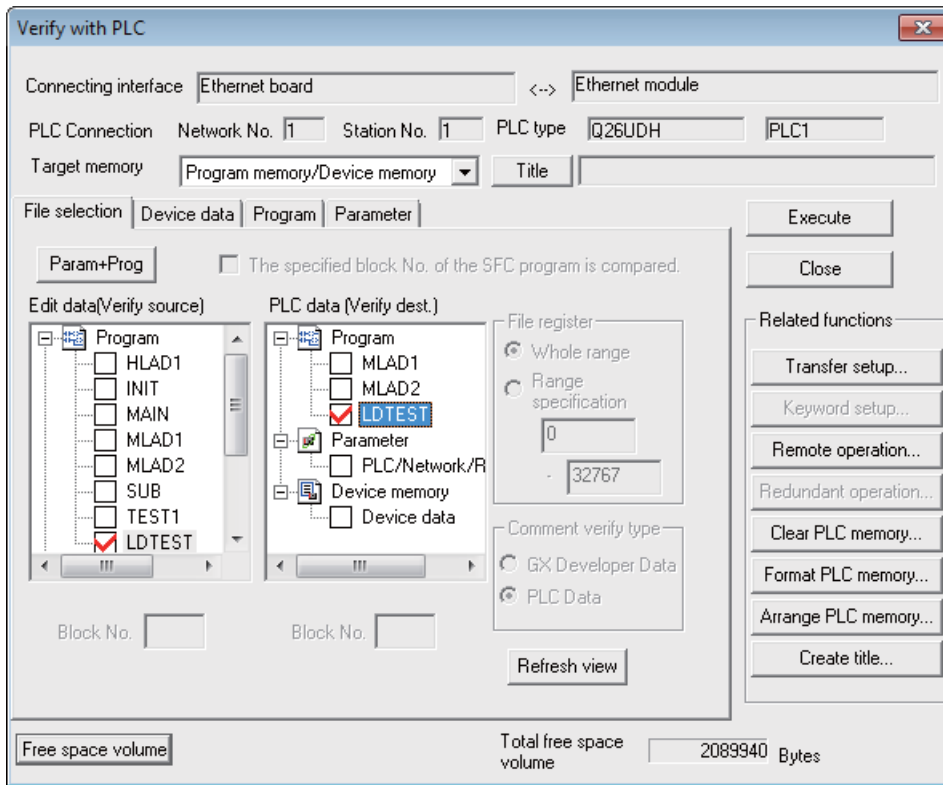 Verify with PLC
Connecting interface Ethernet board <--> Ethernet module
PLC Connection Network No. 1 Station No. 1 PLC type Q26UDH PLC1
Target memory Program memory/Device memory Title
File selection Device data Program Parameter
Execute
Param+Prog The specified block No. of the SFC program is compared.
Close
Edit data(Verify source)
Program
HLAD1
INIT
MAIN
MLAD1
MLAD2
SUB
TEST1
LDTEST
Block No.
PLC data (Verify dest.)
Program
MLAD1
MLAD2
LDTEST
Parameter
PLC/Network/R
Device memory
Device data
Block No.
File register
Whole range
Range
specification
0
- 32767
Comment verify type
GX Developer Data
PLC Data
Refresh view
Related functions
Transfer setup...
Keyword setup...
Remote operation...
Redundant operation...
Clear PLC memory...
Format PLC memory...
Arrange PLC memory...
Create title...
Free space volume
Total free space
volume
2089940 Bytes